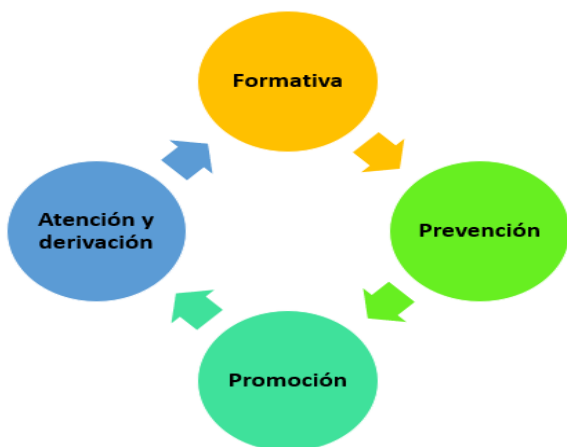 Formativa
Prevención
Promoción
Atención y
derivación